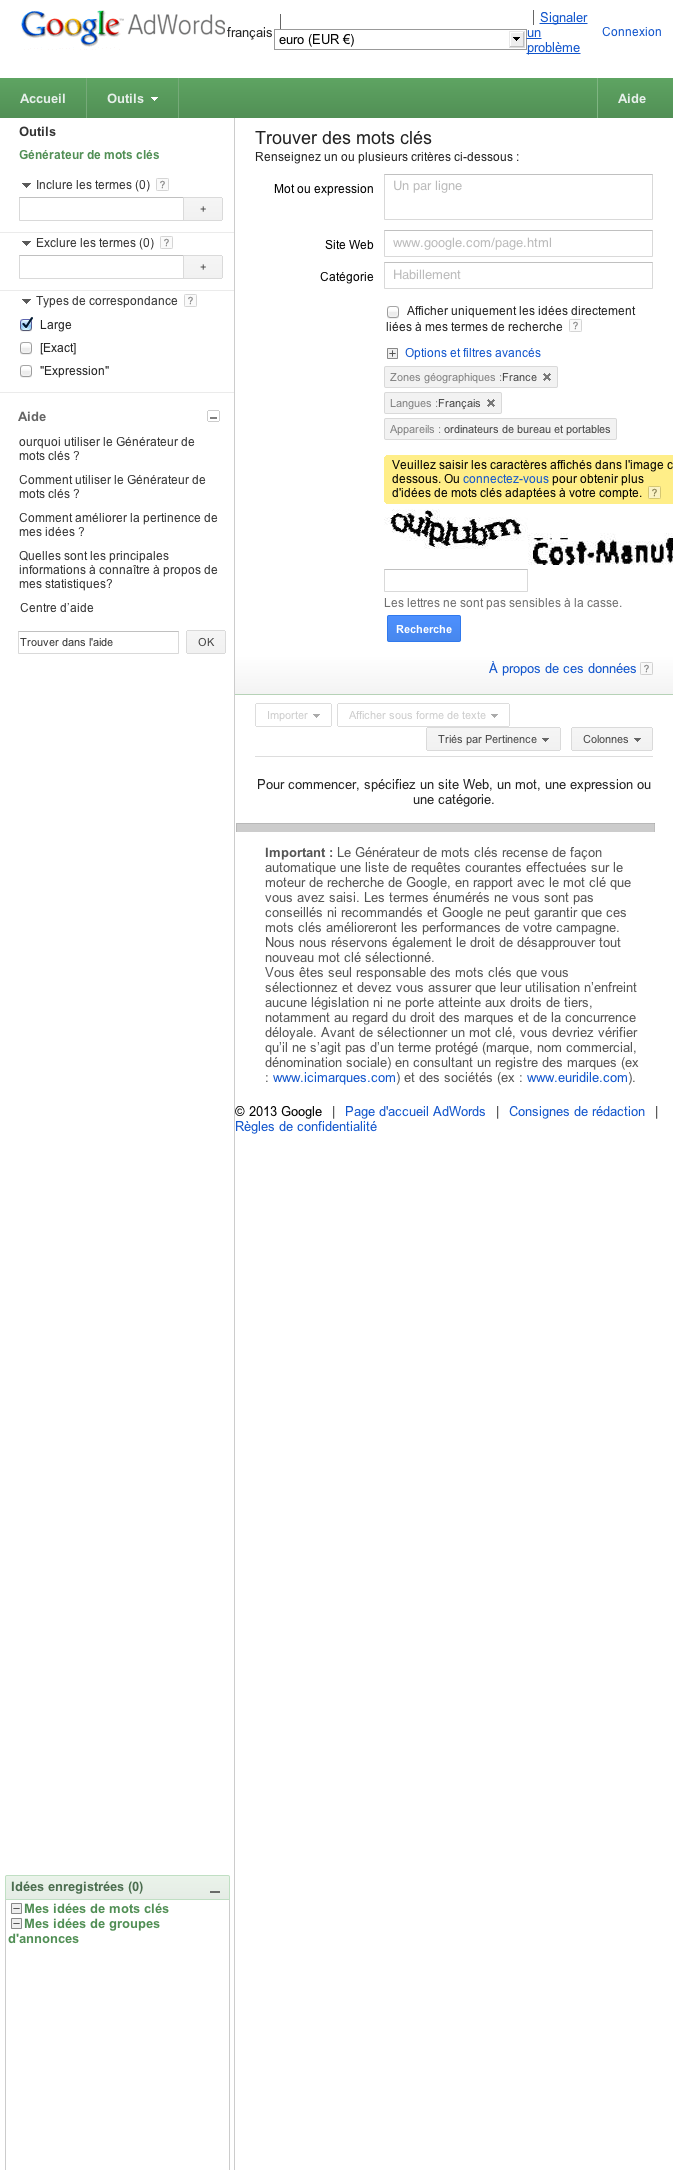 Google™ AdWords
français
|
euro (EUR €)
| Signaler
un
problème
Connexion
Accueil
Outils
Aide
Outils
Générateur de mots clés
Inclure les termes (0) ?
+
Exclure les termes (0) ?
+
Types de correspondance ?
Large
[Exact]
"Expression"
Aide
ourquoi utiliser le Générateur de
mots clés ?
Comment utiliser le Générateur de
mots clés ?
Comment améliorer la pertinence de
mes idées ?
Quelles sont les principales
informations à connaître à propos de
mes statistiques?
Centre d’aide
Trouver dans l'aide
OK
Trouver des mots clés
Renseignez un ou plusieurs critères ci-dessous :
Mot ou expression
Un par ligne
Site Web
www.google.com/page.html
Catégorie
Habillement
Afficher uniquement les idées directement
liées à mes termes de recherche ?
Options et filtres avancés
Zones géographiques :France
Langues :Français
Appareils : ordinateurs de bureau et portables
Veuillez saisir les caractères affichés dans l'image c
dessous. Ou connectez-vous pour obtenir plus
d'idées de mots clés adaptées à votre compte. ?
Les lettres ne sont pas sensibles à la casse.
Recherche
À propos de ces données ?
Importer
Afficher sous forme de texte
Triés par Pertinence
Colonnes
Pour commencer, spécifiez un site Web, un mot, une expression ou
une catégorie.
Important : Le Générateur de mots clés recense de façon
automatique une liste de requêtes courantes effectuées sur le
moteur de recherche de Google, en rapport avec le mot clé que
vous avez saisi. Les termes énumérés ne vous sont pas
conseillés ni recommandés et Google ne peut garantir que ces
mots clés amélioreront les performances de votre campagne.
Nous nous réservons également le droit de désapprouver tout
nouveau mot clé sélectionné.
Vous êtes seul responsable des mots clés que vous
sélectionnez et devez vous assurer que leur utilisation n’enfreint
aucune législation ni ne porte atteinte aux droits de tiers,
notamment au regard du droit des marques et de la concurrence
déloyale. Avant de sélectionner un mot clé, vous devriez vérifier
qu’il ne s’agit pas d’un terme protégé (marque, nom commercial,
dénomination sociale) en consultant un registre des marques (ex
: www.icimarques.com) et des sociétés (ex : www.euridile.com).
© 2013 Google | Page d'accueil AdWords | Consignes de rédaction |
Règles de confidentialité
Idées enregistrées (0)
Mes idées de mots clés
Mes idées de groupes
d'annonces